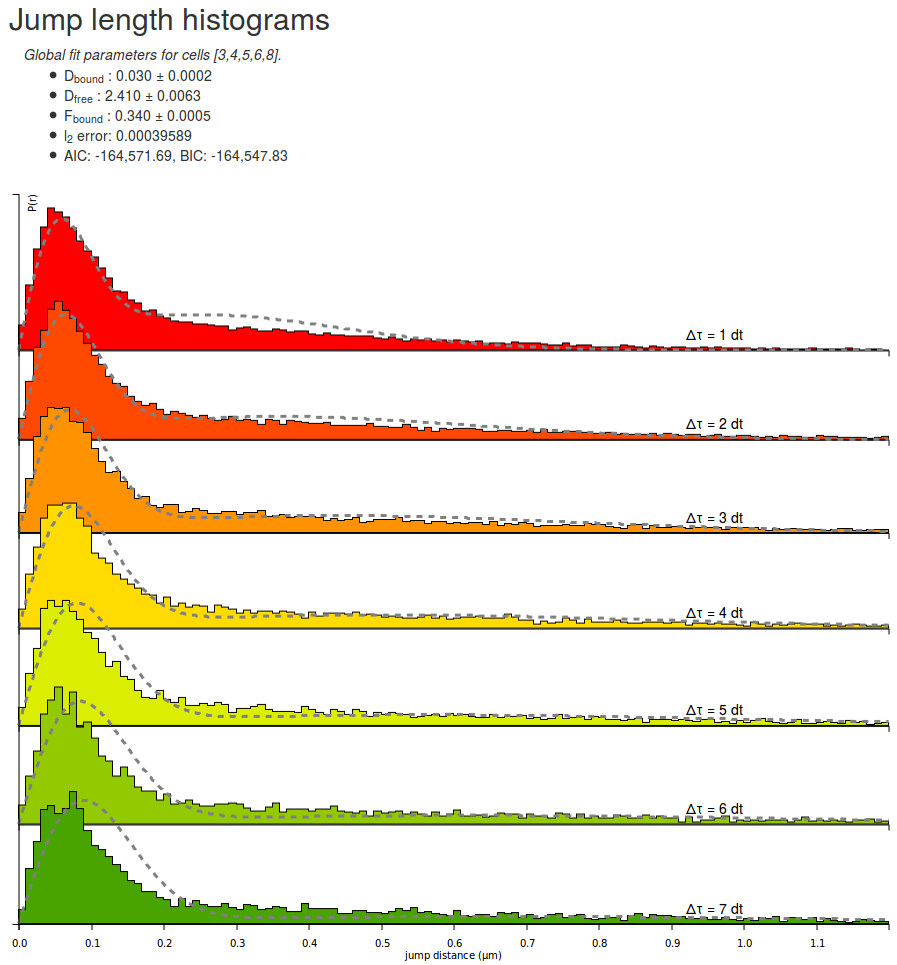 Jump length histograms
Global fit parameters for cells [3,4,5,6,8].
• Dbound : 0.030 ± 0.0002
• Dfree : 2.410 ± 0.0063
• Fbound : 0.340 ± 0.0005
• l2 error: 0.00039589
• AIC: -164,571.69, BIC: -164,547.83
P(r)
Δτ = 1 dt
Δτ = 2 dt
Δτ = 3 dt
Δτ = 4 dt
Δτ = 5 dt
Δτ = 6 dt
Δτ = 7 dt
0.0 0.1 0.2 0.3 0.4 0.5 0.6 0.7 0.8 0.9 1.0 1.1
jump distance (μm)